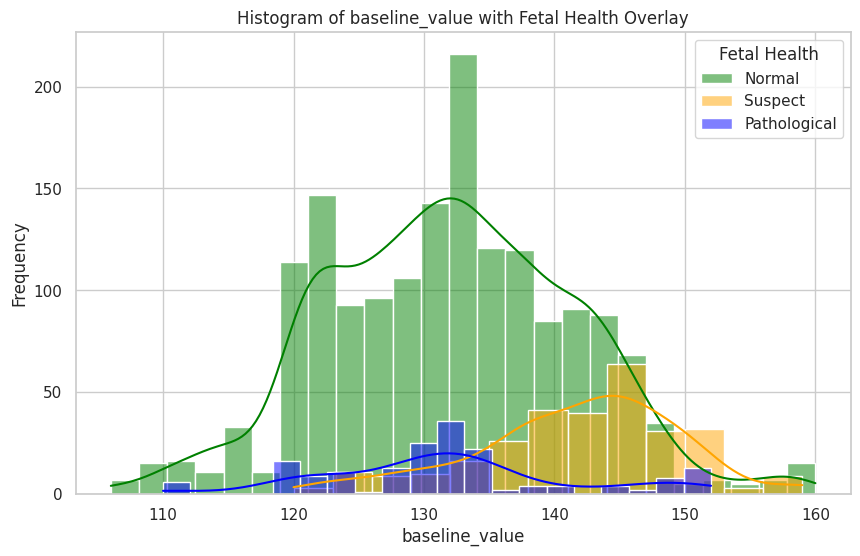 Histogram of baseline_value with Fetal Health Overlay
Fetal Health
Normal
Suspect
Pathological
200
150
100
50
0
Frequency
110 120 130 140 150 160
baseline_value